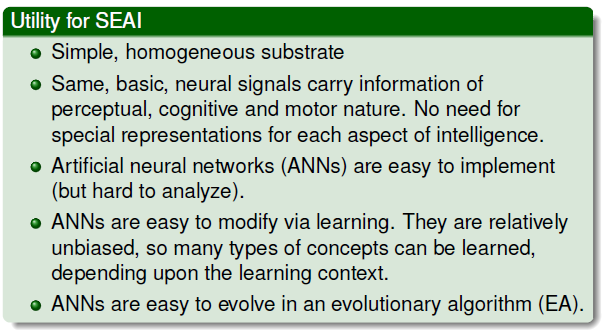 Utility for SEAI
Simple, homogeneous substrate
Same, basic, neural signals carry information of
perceptual, cognitive and motor nature. No need for
special representations for each aspect of intelligence.
Artificial neural networks (ANNs) are easy to implement
(but hard to analyze).
ANNs are easy to modify via learning. They are relatively
unbiased, so many types of concepts can be learned,
depending upon the learning context.
ANNs are easy to evolve in an evolutionary algorithm (EA).